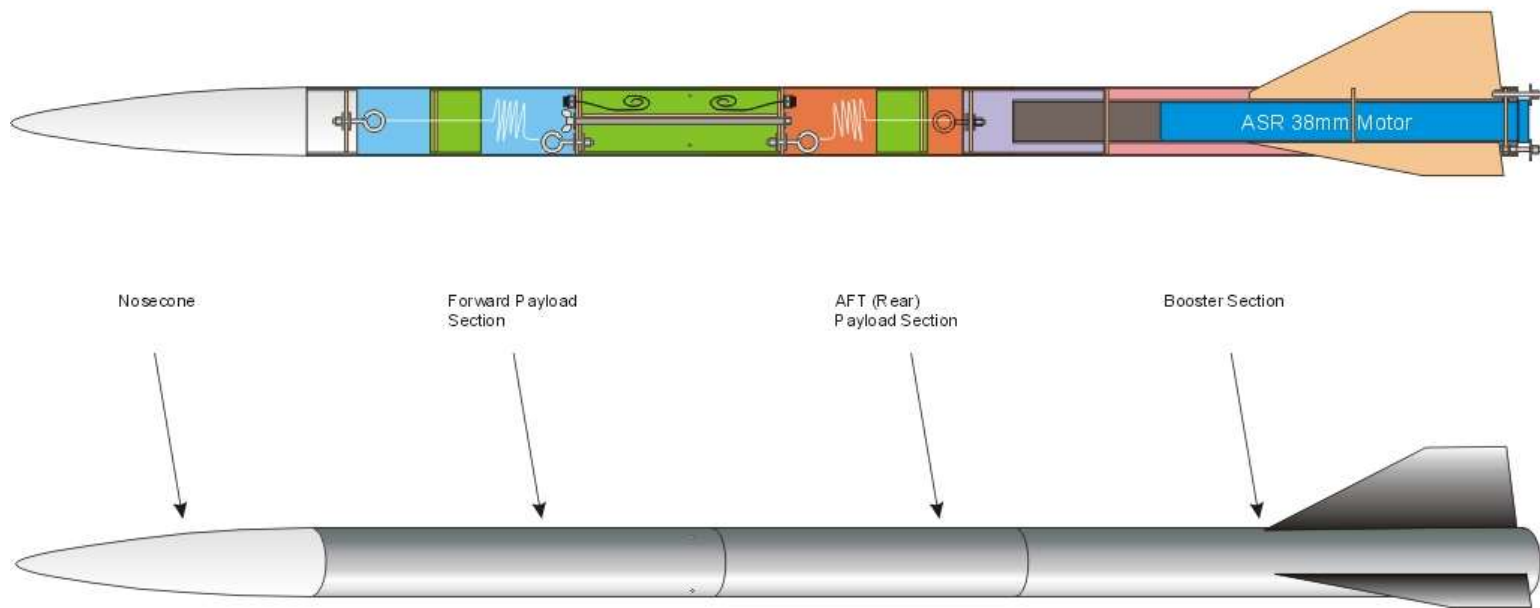 ASR 38mm Motor
Nosecone
Forward Payload
Section
AFT (Rear)
Payload Section
Booster Section